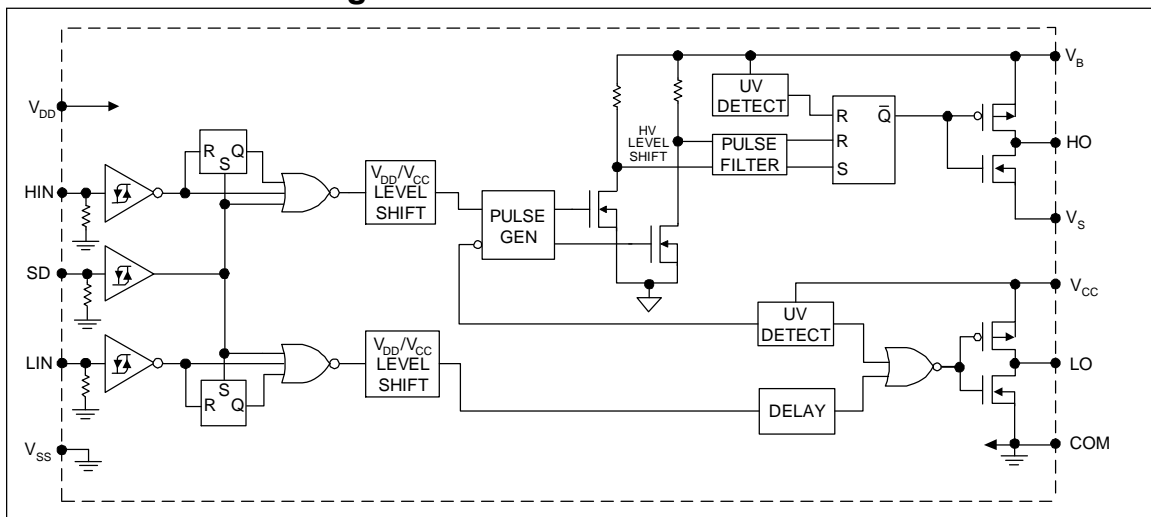 V_B
UV
DETECT
V_DD
R
Q̅
HV
LEVEL
SHIFT
R
PULSE
FILTER
S
HO
R Q
S
HIN
V_DD/V_CC
LEVEL
SHIFT
PULSE
GEN
V_S
SD
V_CC
UV
DETECT
LIN
V_DD/V_CC
LEVEL
SHIFT
LO
S
R Q
DELAY
V_SS
COM